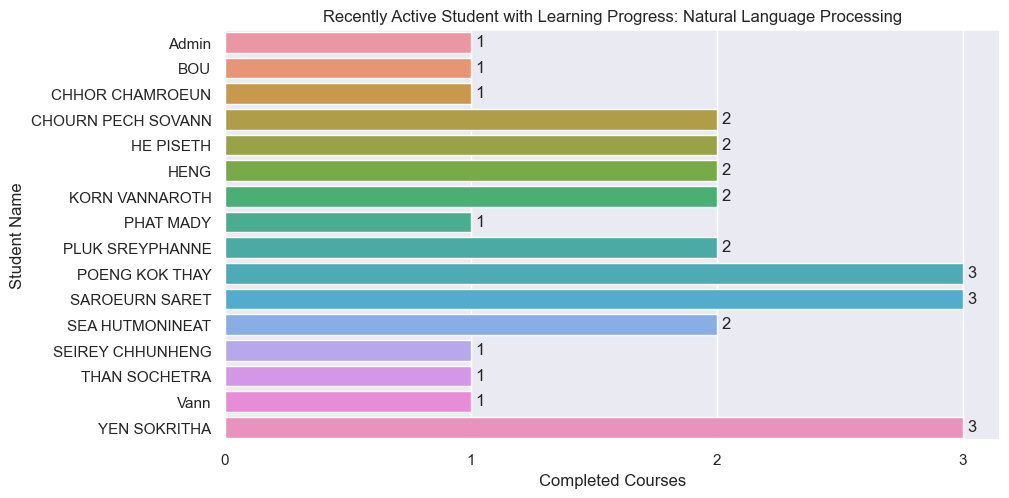 Recently Active Student with Learning Progress: Natural Language Processing
Student Name
Admin 1
BOU 1
CHHOR CHAMROEUN 1
CHOURN PECH SOVANN 2
HE PISETH 2
HENG 2
KORN VANNAROTH 2
PHAT MADY 1
PLUK SREYPHANNE 2
POENG KOK THAY 3
SAROEURN SARET 3
SEA HUTMONINEAT 2
SEIREY CHHUNHENG 1
THAN SOCHETRA 1
Vann 1
YEN SOKRITHA 3
0 1 2 3
Completed Courses